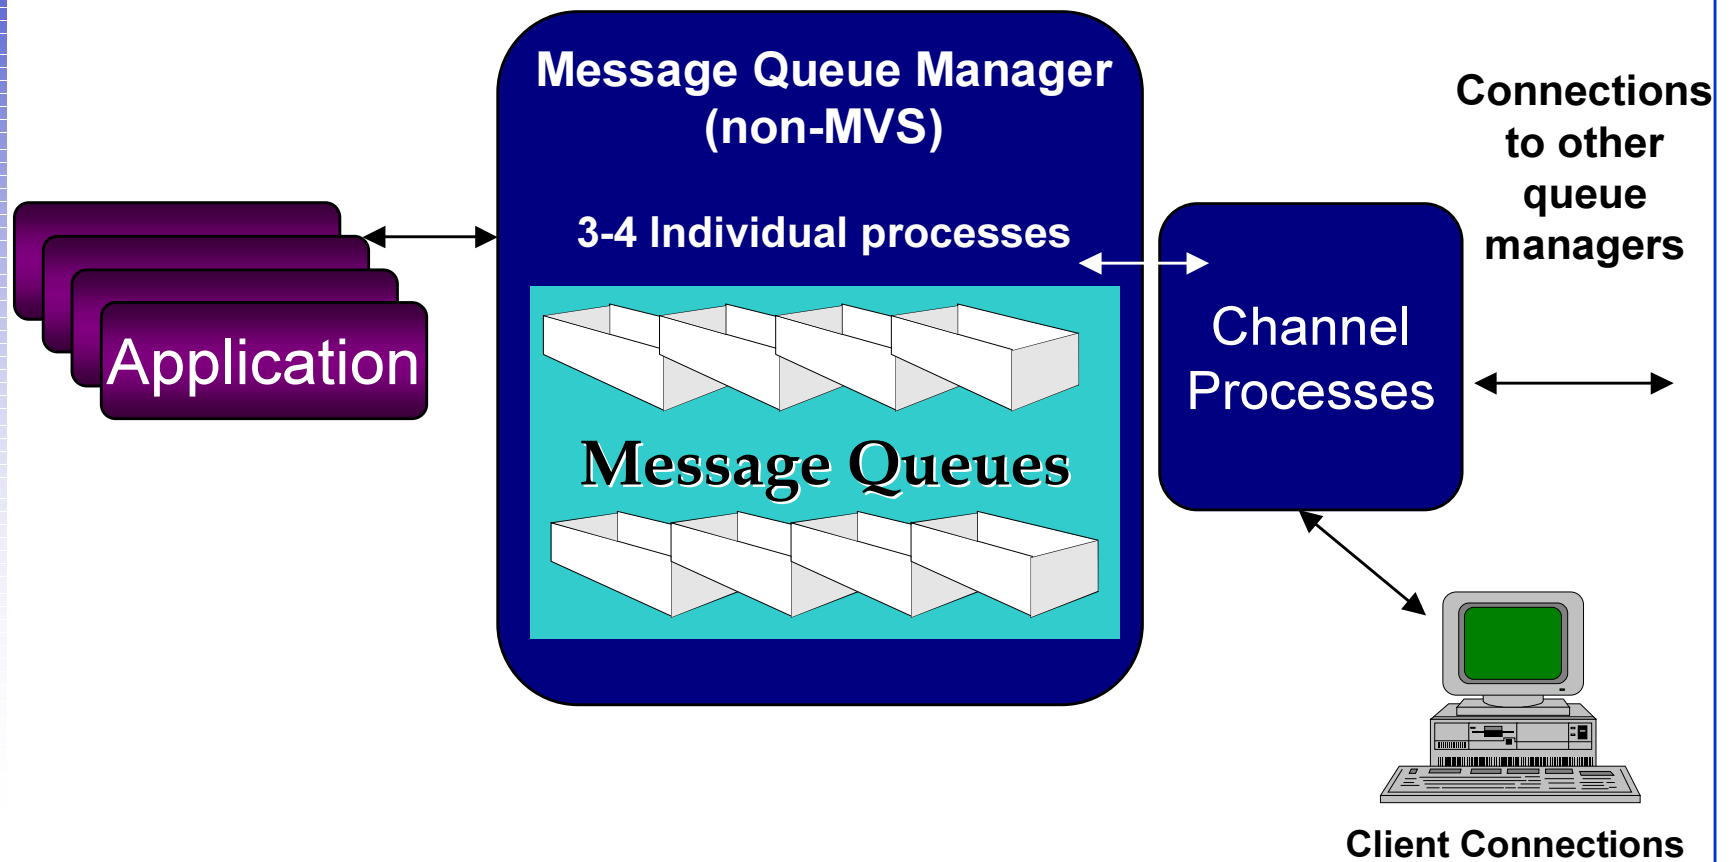 Message Queue Manager
(non-MVS)
3-4 Individual processes
Application
Message Queues
Channel
Processes
Connections
to other
queue
managers
Client Connections